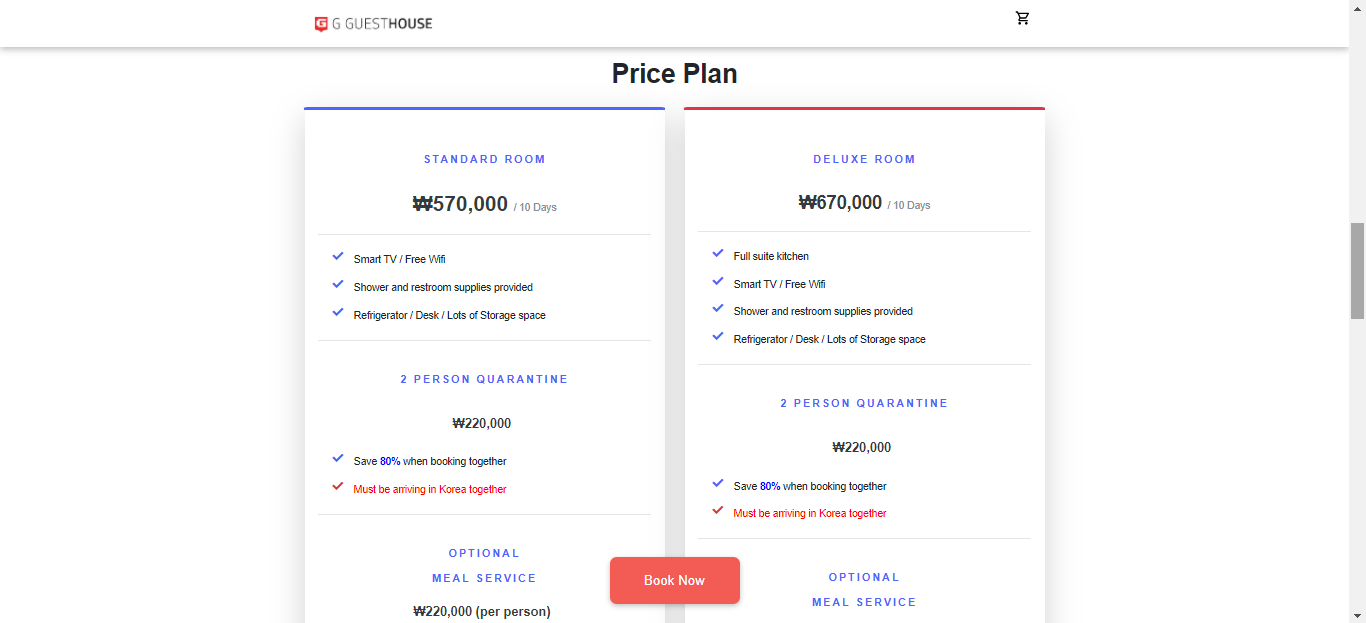 G GUESTHOUSE
Price Plan
STANDARD ROOM
₩570,000 / 10 Days
Smart TV / Free Wifi
Shower and restroom supplies provided
Refrigerator / Desk / Lots of Storage space
2 PERSON QUARANTINE
₩220,000
Save 80% when booking together
Must be arriving in Korea together
OPTIONAL
MEAL SERVICE
₩220,000 (per person)
DELUXE ROOM
₩670,000 / 10 Days
Full suite kitchen
Smart TV / Free Wifi
Shower and restroom supplies provided
Refrigerator / Desk / Lots of Storage space
2 PERSON QUARANTINE
₩220,000
Save 80% when booking together
Must be arriving in Korea together
OPTIONAL
MEAL SERVICE
Book Now